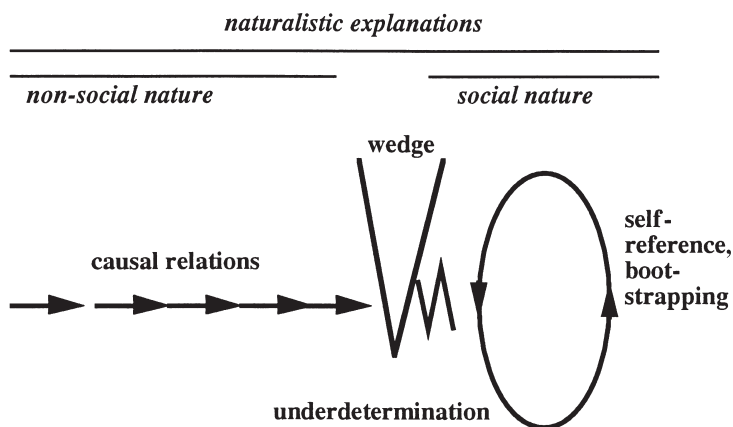 naturalistic explanations
non-social nature
social nature
wedge
causal relations
self-
reference,
boot-
strapping
underdetermination